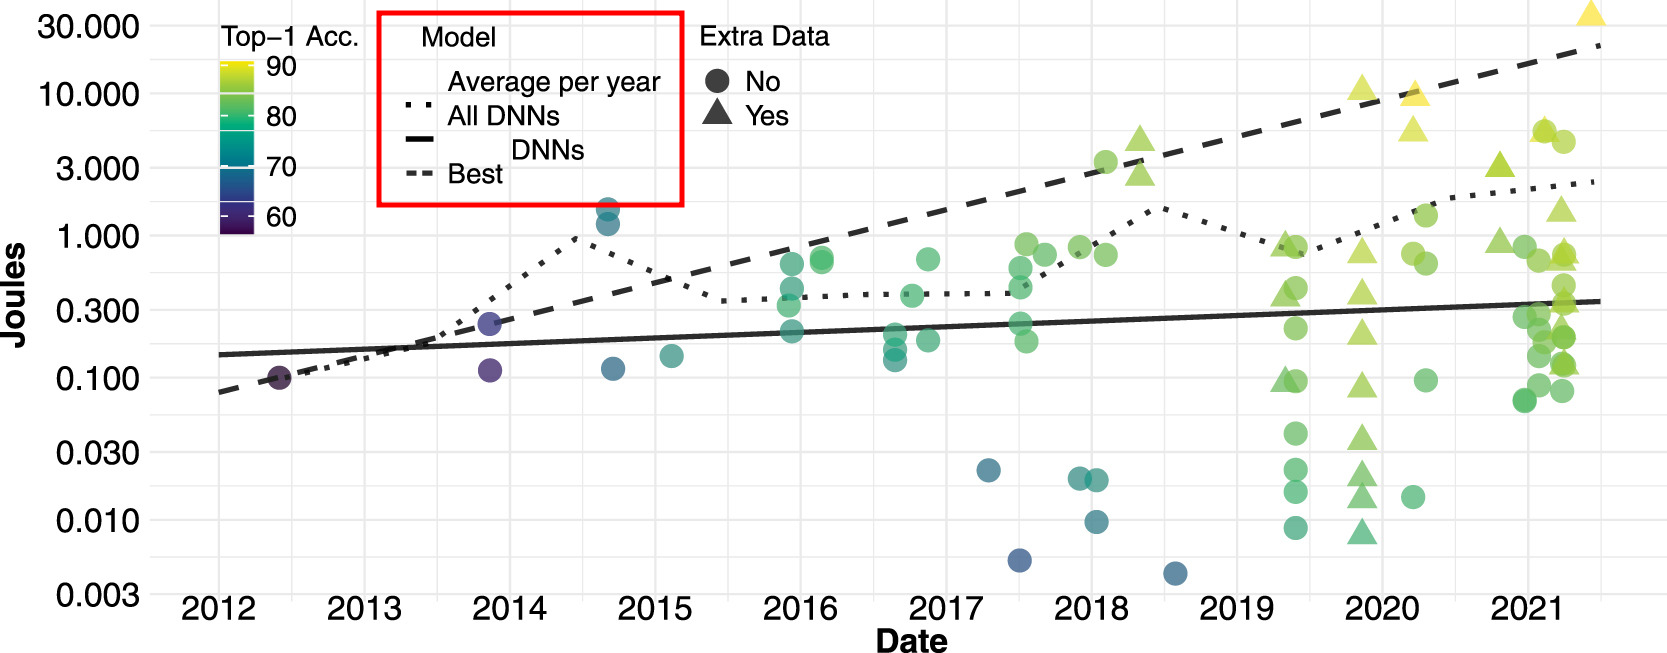 30.000
10.000
3.000
1.000
0.300
0.100
0.030
0.010
0.003
Joules
Top-1 Acc.
90
80
70
60
Model
Average per year
All DNNs
DNNs
Best
Extra Data
No
Yes
2012 2013 2014 2015 2016 2017 2018 2019 2020 2021
Date